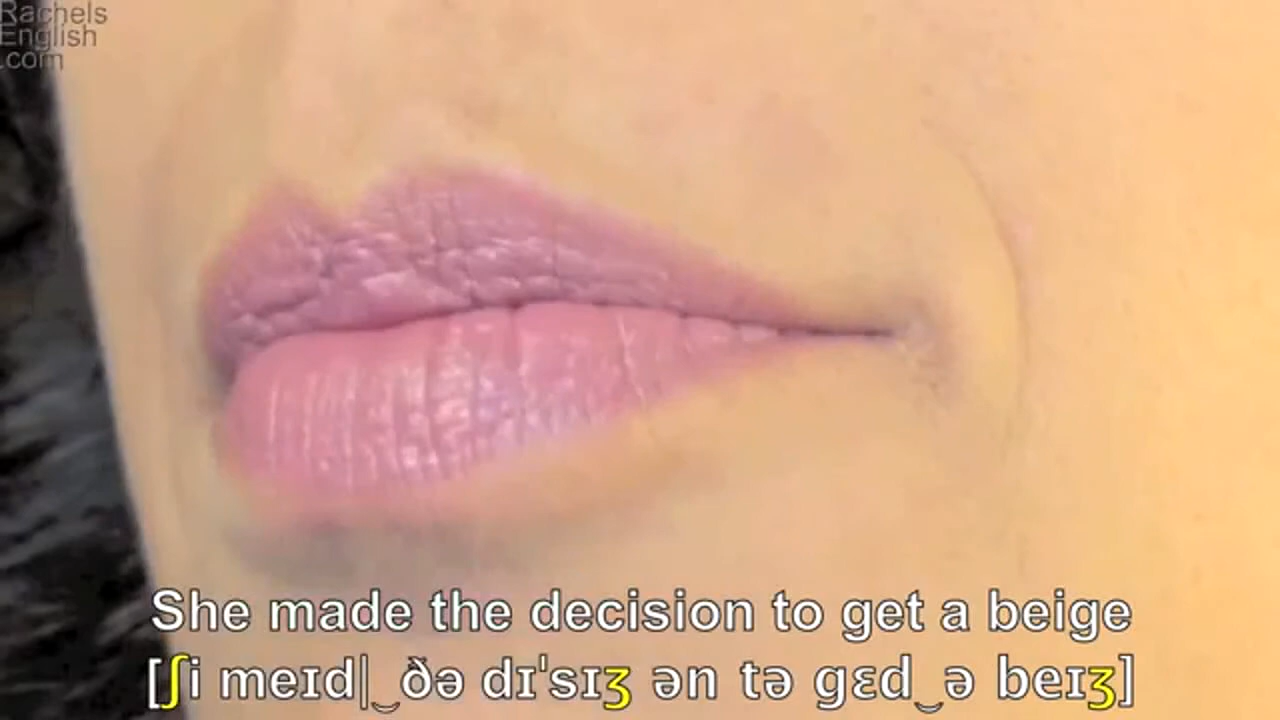 Rachels
English
.com
She made the decision to get a beige
[ʃi meɪd|‿ðə dɪˈsɪʒ ən tə gɛd‿ə beɪʒ]